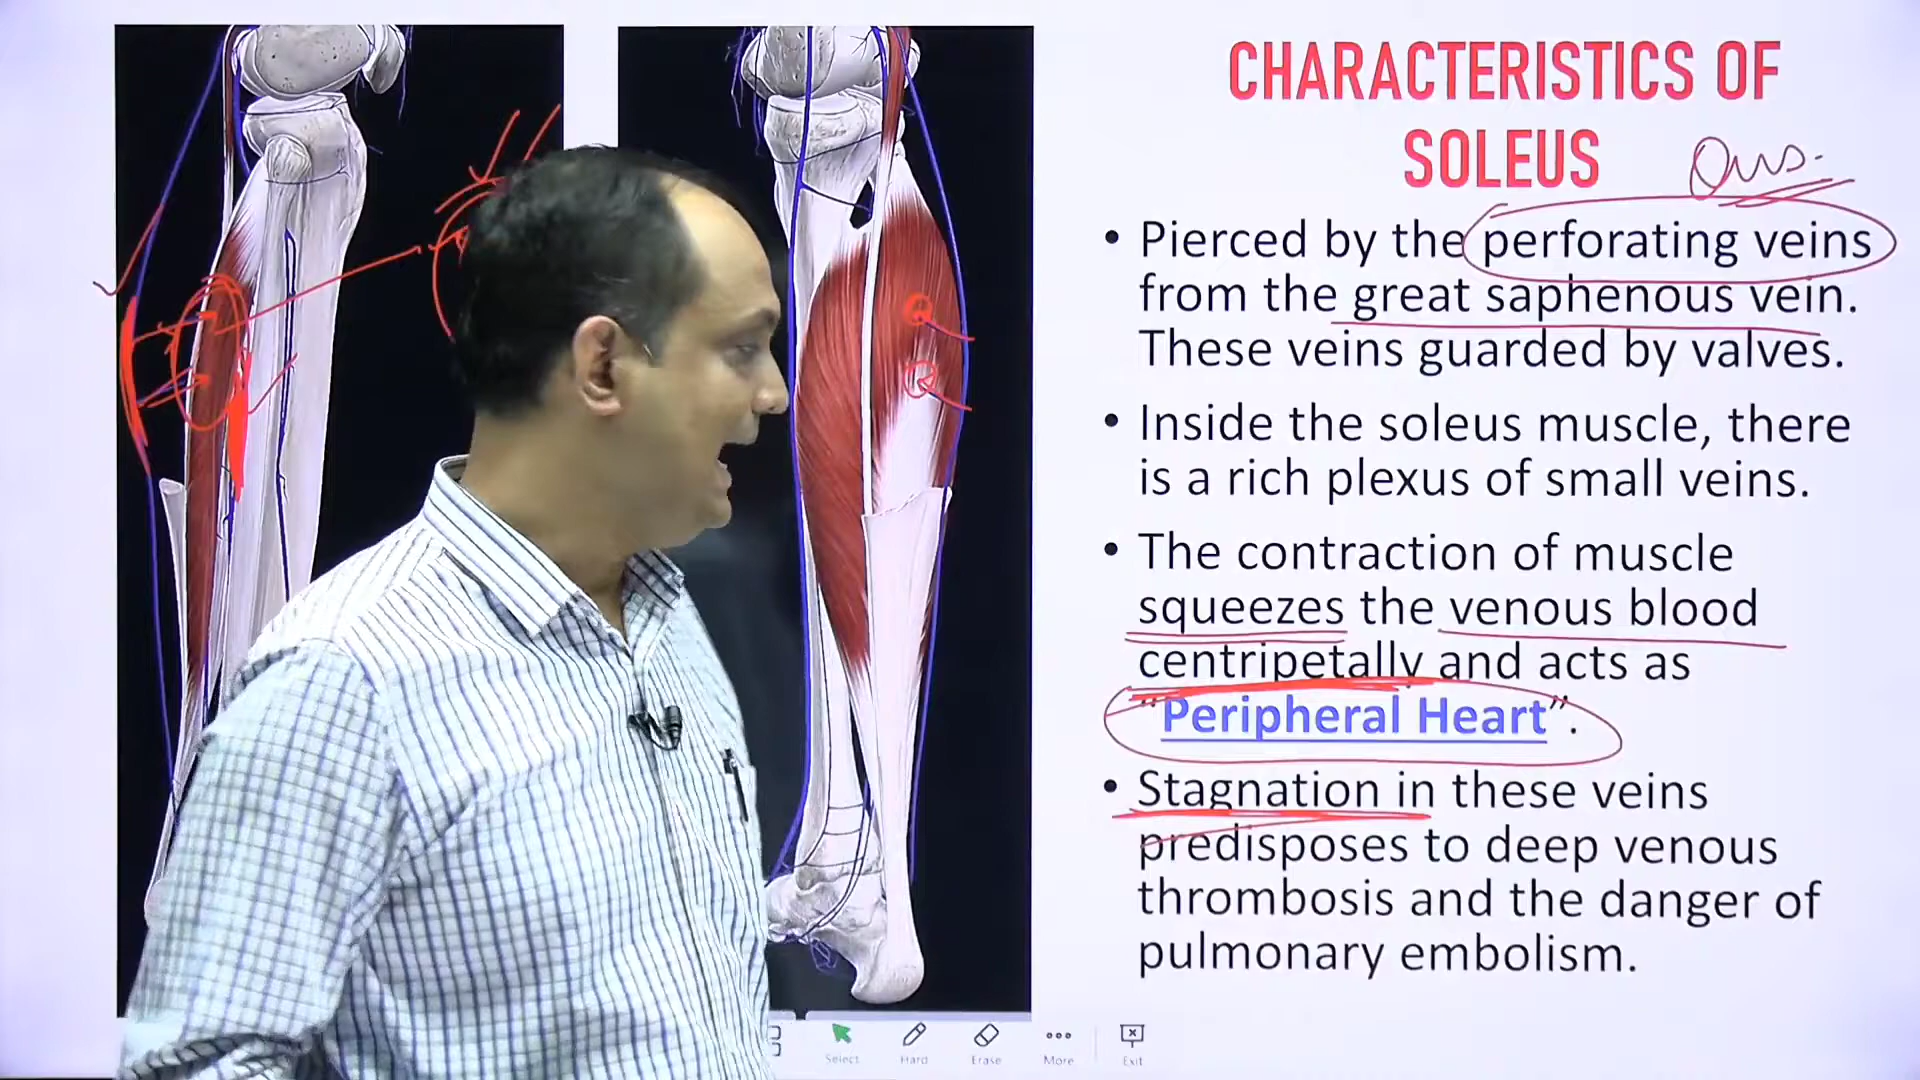 CHARACTERISTICS OF
SOLEUS
Ques.
• Pierced by the perforating veins
from the great saphenous vein.
These veins guarded by valves.
• Inside the soleus muscle, there
is a rich plexus of small veins.
• The contraction of muscle
squeezes the venous blood
centripetally and acts as
"Peripheral Heart".
• Stagnation in these veins
predisposes to deep venous
thrombosis and the danger of
pulmonary embolism.
Select
Hard
Erase
More
Exit